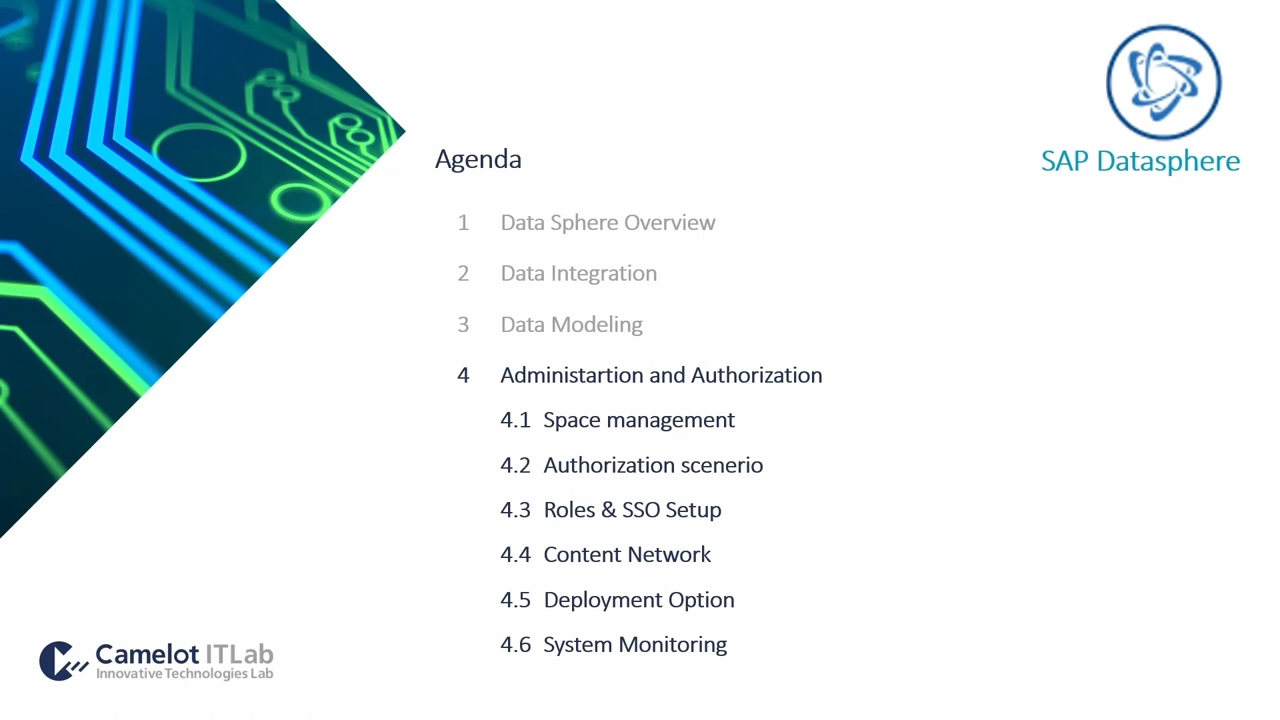 SAP Datasphere
Agenda
1 Data Sphere Overview
2 Data Integration
3 Data Modeling
4 Administartion and Authorization
4.1 Space management
4.2 Authorization scenerio
4.3 Roles & SSO Setup
4.4 Content Network
4.5 Deployment Option
4.6 System Monitoring
Camelot ITLab
Innovative Technologies Lab